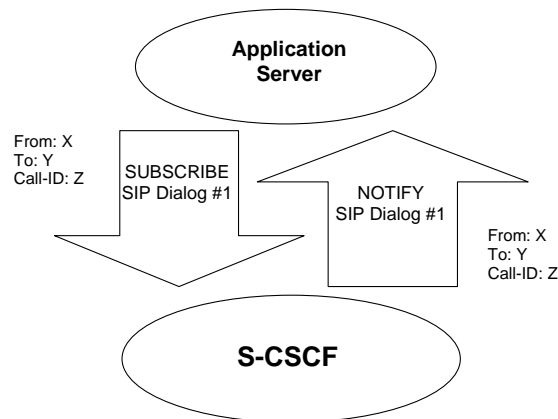 Application
Server
From: X
To: Y
Call-ID: Z
SUBSCRIBE
SIP Dialog #1
NOTIFY
SIP Dialog #1
From: X
To: Y
Call-ID: Z
S-CSCF